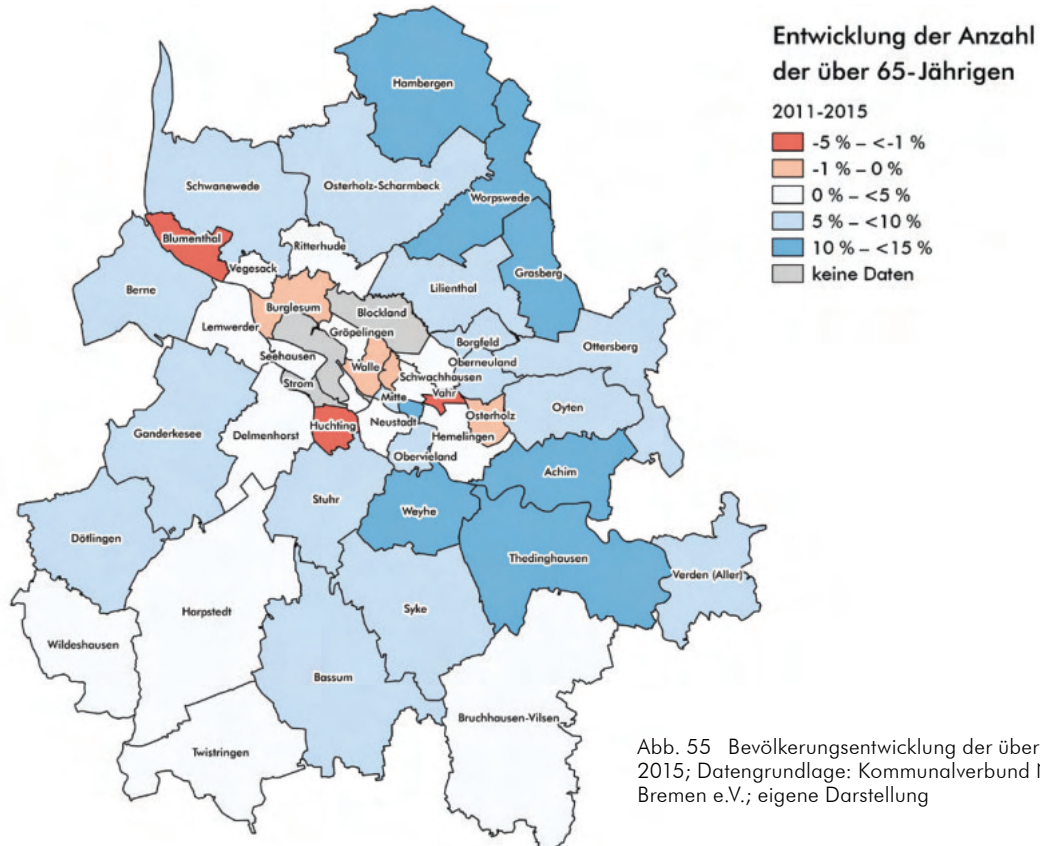 Entwicklung der Anzahl
der über 65-Jährigen
2011-2015
-5 % – <-1 %
-1 % – 0 %
0 % – <5 %
5 % – <10 %
10 % – <15 %
keine Daten
Hambergen
Schwanewede
Osterholz-Scharmbeck
Worpswede
Blumenthal
Ritterhude
Vegesack
Grasberg
Berne
Lilienthal
Burglesum
Blockland
Lemwerder
Gröpelingen
Borgfeld
Ottersberg
Seehausen
Oberneuland
Walle
Schwachhausen
Strom
Vahr
Mitte
Oyten
Osterholz
Huchting
Neustadt
Ganderkesee
Delmenhorst
Hemelingen
Obervieland
Achim
Stuhr
Weyhe
Dötlingen
Thedinghausen
Verden (Aller)
Harpstedt
Syke
Wildeshausen
Bassum
Bruchhausen-Vilsen
Twistringen
Abb. 55 Bevölkerungsentwicklung der über
2015; Datengrundlage: Kommunalverbund
Bremen e.V.; eigene Darstellung